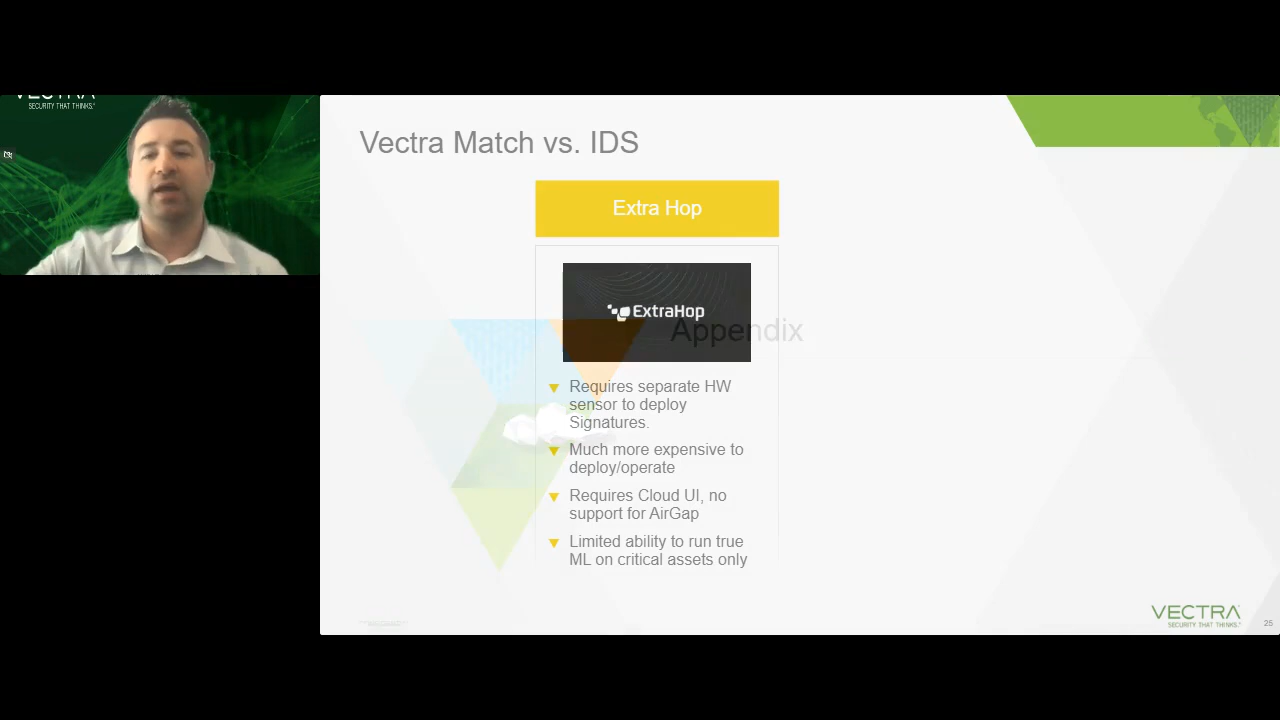 VECTRA
SECURITY THAT THINKS.®
Vectra Match vs. IDS
Extra Hop
ExtraHop
Appendix
Requires separate HW
sensor to deploy
Signatures.
Much more expensive to
deploy/operate
Requires Cloud UI, no
support for AirGap
Limited ability to run true
ML on critical assets only
VECTRA
SECURITY THAT THINKS.®
25